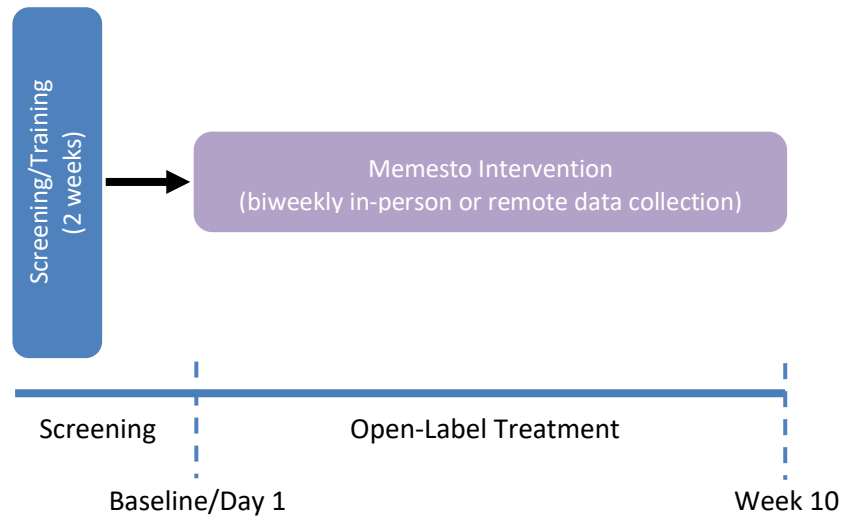 Screening/Training
(2 weeks)
Memesto Intervention
(biweekly in-person or remote data collection)
Screening
Open-Label Treatment
Baseline/Day 1
Week 10